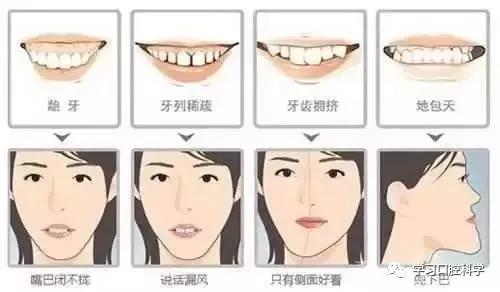 龅 牙
牙列稀疏
牙齿拥挤
地包天
嘴巴闭不拢
说话漏风
只有侧面好看
兜下巴
学习口腔科学